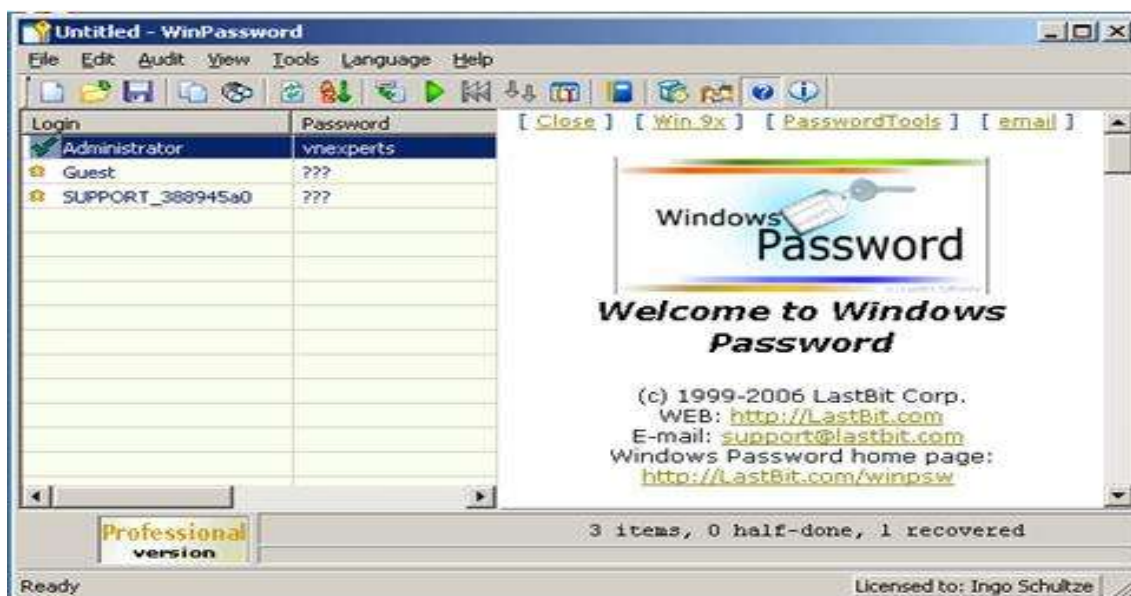 Untitled - WinPassword
File Edit Audit View Tools Language Help
Login Password
Administrator vnexperts
Guest ???
SUPPORT_388945a0 ???
[ Close ] [ Win 9x ] [ PasswordTools ] [ email ]
Windows
Password
Welcome to Windows
Password
(c) 1999-2006 LastBit Corp.
WEB: http://LastBit.com
E-mail: support@lastbit.com
Windows Password home page:
http://LastBit.com/winpsw
Professional
version
3 items, 0 half-done, 1 recovered
Ready
Licensed to: Ingo Schultze